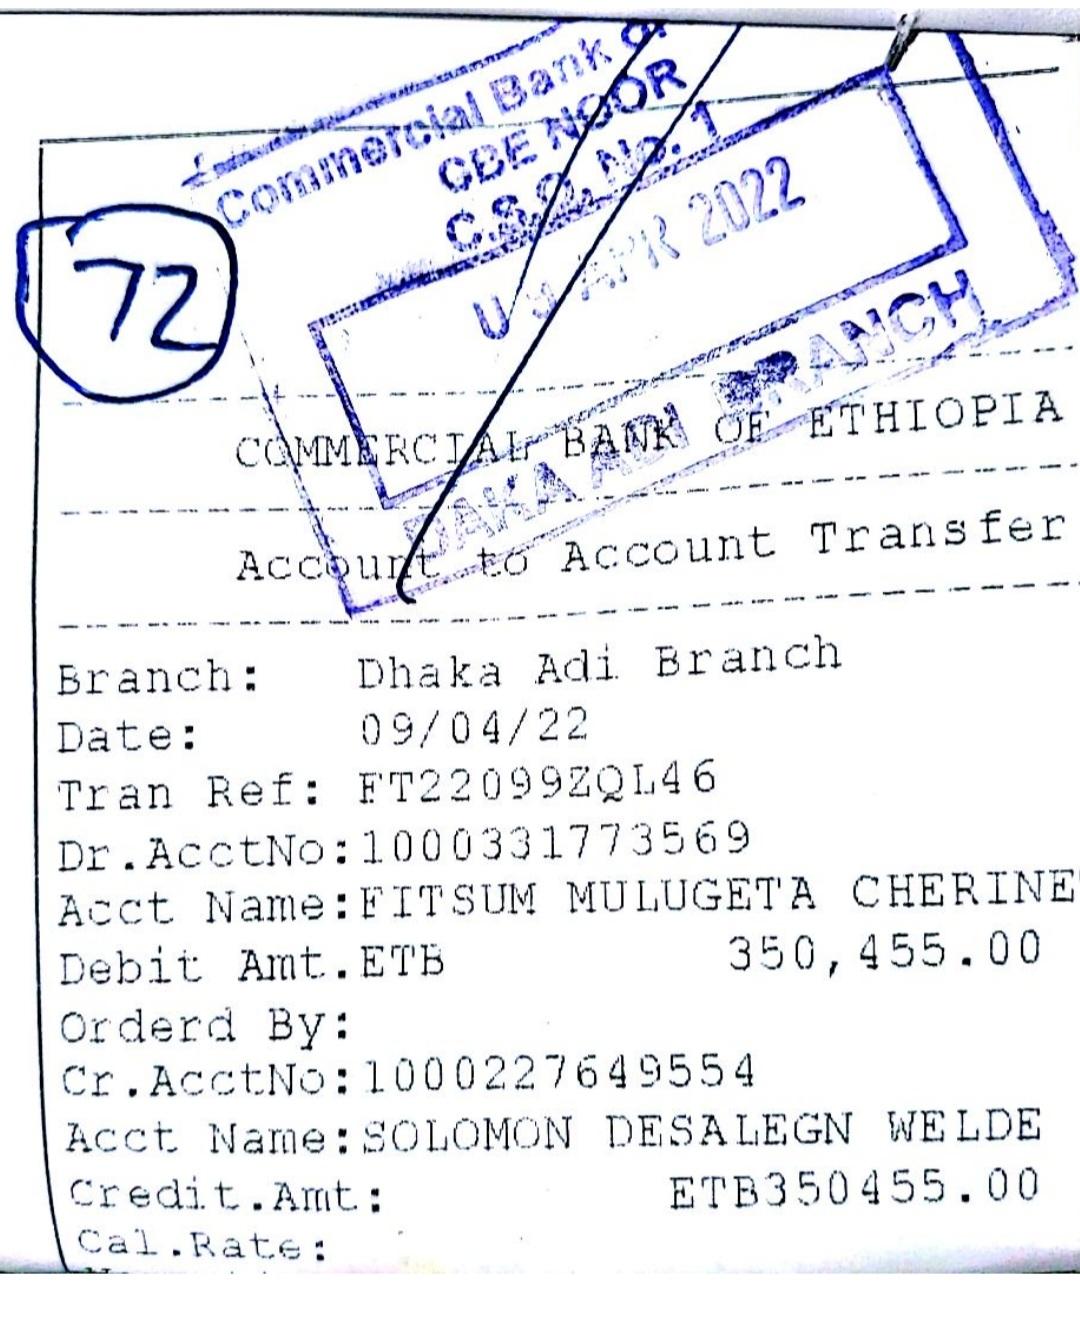 Commercial Bank of
CBE NOOR
C.S.O. No. 1
APR 2022
BRANCH
72
COMMERCIAL BANK OF ETHIOPIA
Account to Account Transfer
Branch: Dhaka Adi Branch
Date: 09/04/22
Tran Ref: FT22099ZQL46
Dr.AcctNo:1000331773569
Acct Name:FITSUM MULUGETA CHERINE
Debit Amt.ETB 350,455.00
Orderd By:
Cr.AcctNo:1000227649554
Acct Name:SOLOMON DESALEGN WELDE
Credit.Amt: ETB350455.00
Cal.Rate: